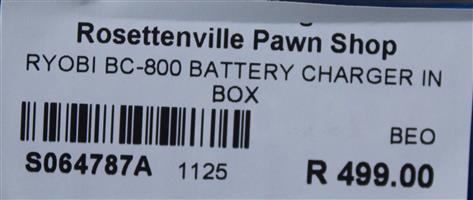 Rosettenville Pawn Shop
RYOBI BC-800 BATTERY CHARGER IN
BOX
BEO
S064787A 1125 R 499.00